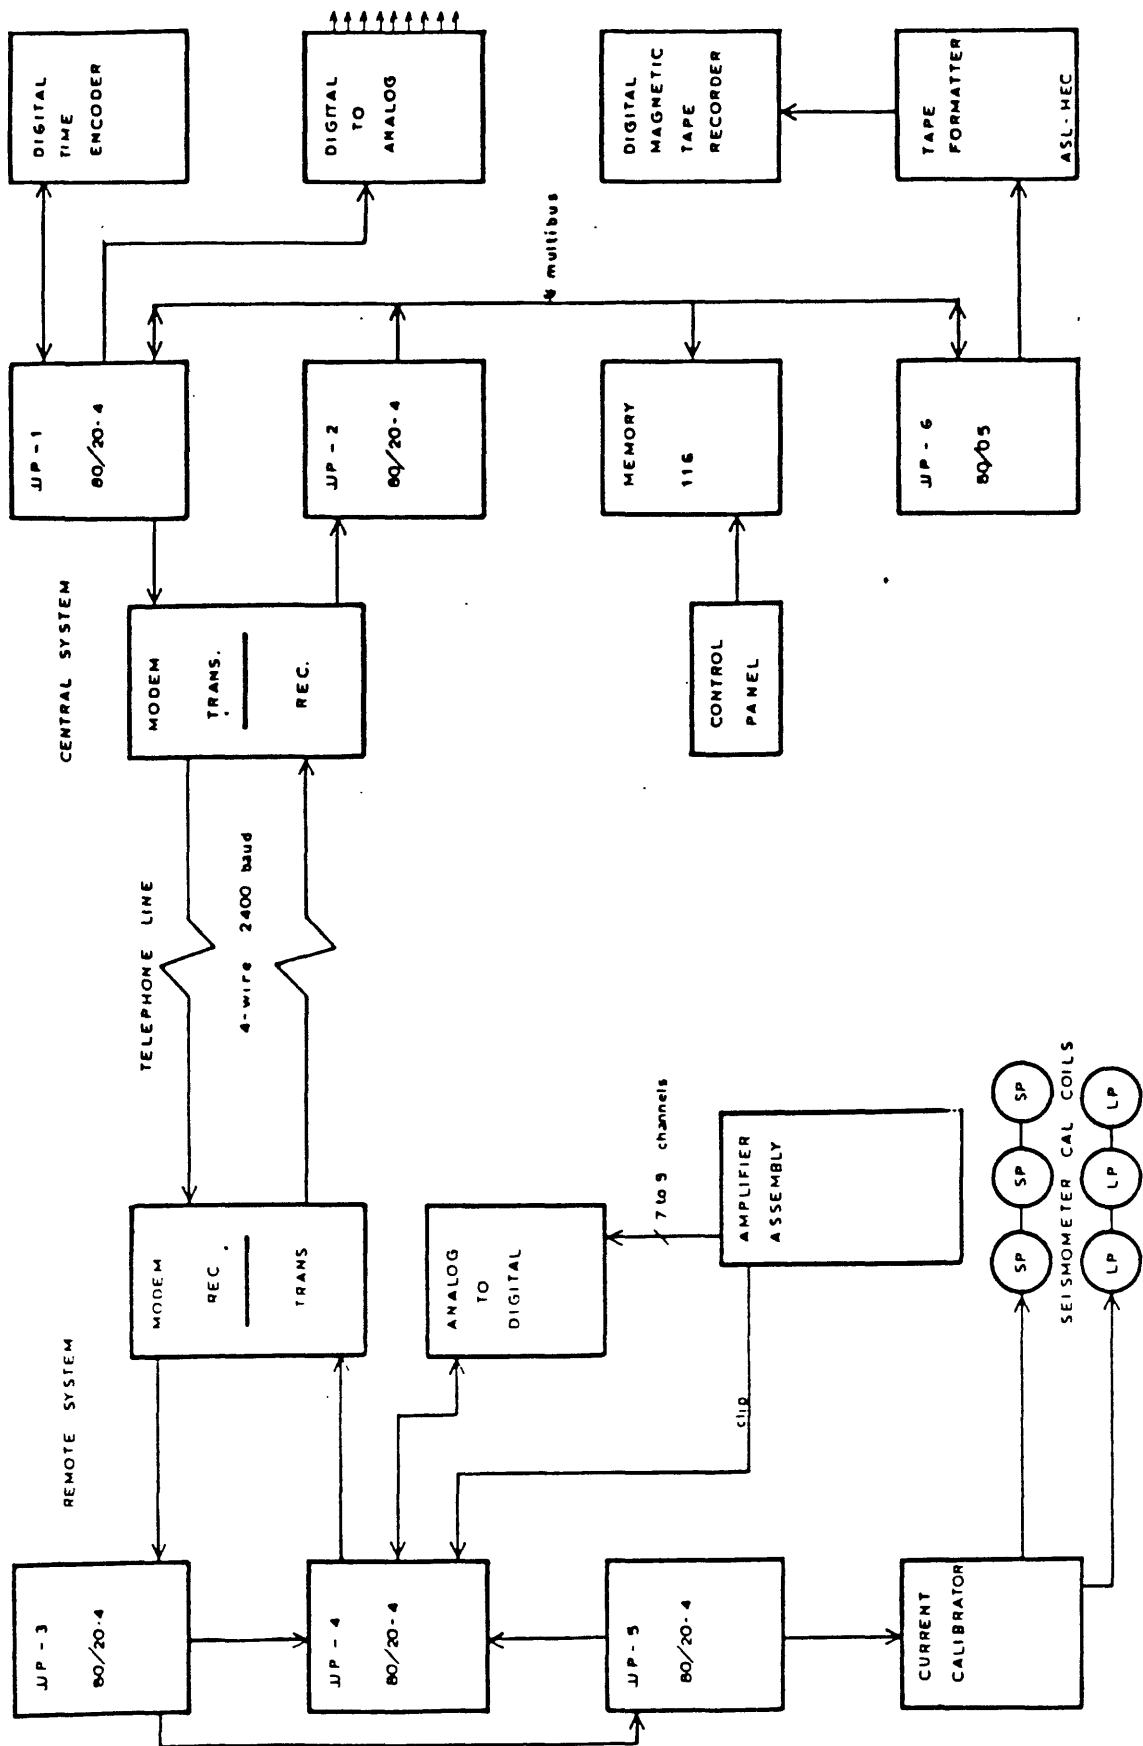 REMOTE SYSTEM
TELEPHONE LINE
CENTRAL SYSTEM
µP-3
80/20-4
MODEM
REC.
TRANS
4-wire 2400 baud
MODEM
TRANS.
REC.
µP-1
80/20-4
DIGITAL
TIME
ENCODER
µP-4
80/20-4
ANALOG
TO
DIGITAL
µP-2
80/20-4
DIGITAL
TO
ANALOG
clip
7 to 9 channels
multibus
µP-5
80/20-4
AMPLIFIER
ASSEMBLY
CONTROL
PANEL
MEMORY
116
DIGITAL
MAGNETIC
TAPE
RECORDER
CURRENT
CALIBRATOR
SP
SP
SP
SEISMOMETER CAL COILS
LP
LP
LP
µP-6
80/05
TAPE
FORMATTER
ASL-HEC